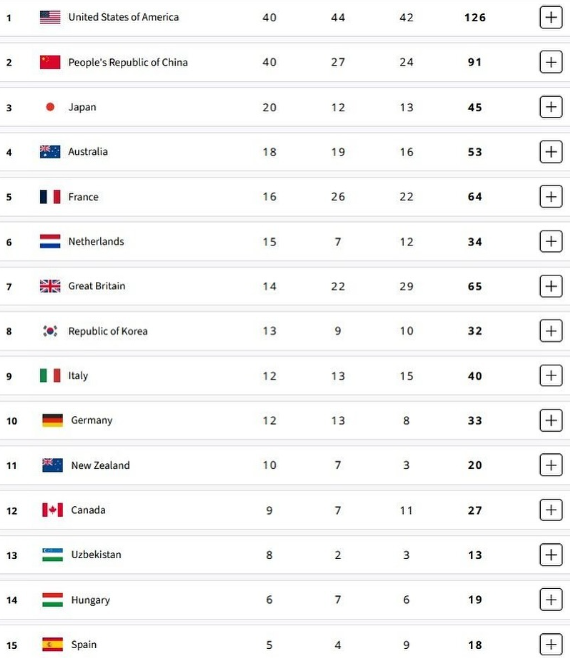 1 United States of America 40 44 42 126
2 People's Republic of China 40 27 24 91
3 Japan 20 12 13 45
4 Australia 18 19 16 53
5 France 16 26 22 64
6 Netherlands 15 7 12 34
7 Great Britain 14 22 29 65
8 Republic of Korea 13 9 10 32
9 Italy 12 13 15 40
10 Germany 12 13 8 33
11 New Zealand 10 7 3 20
12 Canada 9 7 11 27
13 Uzbekistan 8 2 3 13
14 Hungary 6 7 6 19
15 Spain 5 4 9 18